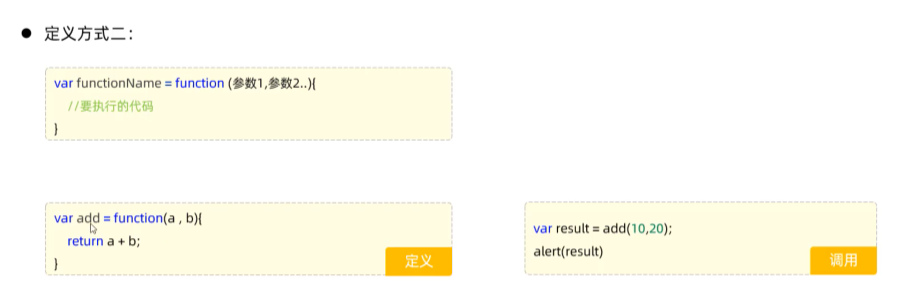 ● 定义方式二：
var functionName = function (参数1,参数2..){
//要执行的代码
}
var add = function(a , b){
return a + b;
}
定义
var result = add(10,20);
alert(result)
调用